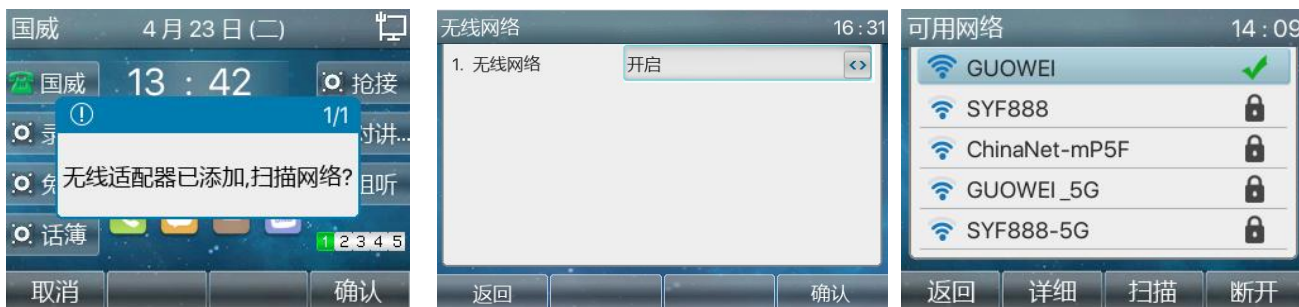 国威 4月23日(二)
国威 13 : 42 抢接
1/1
讲...
无线适配器已添加,扫描网络?
听
话簿
1 2 3 4 5
取消 确认
无线网络 16:31
1. 无线网络 开启
返回 确认
可用网络 14:09
GUOWEI
SYF888
ChinaNet-mP5F
GUOWEI_5G
SYF888-5G
返回 详细 扫描 断开